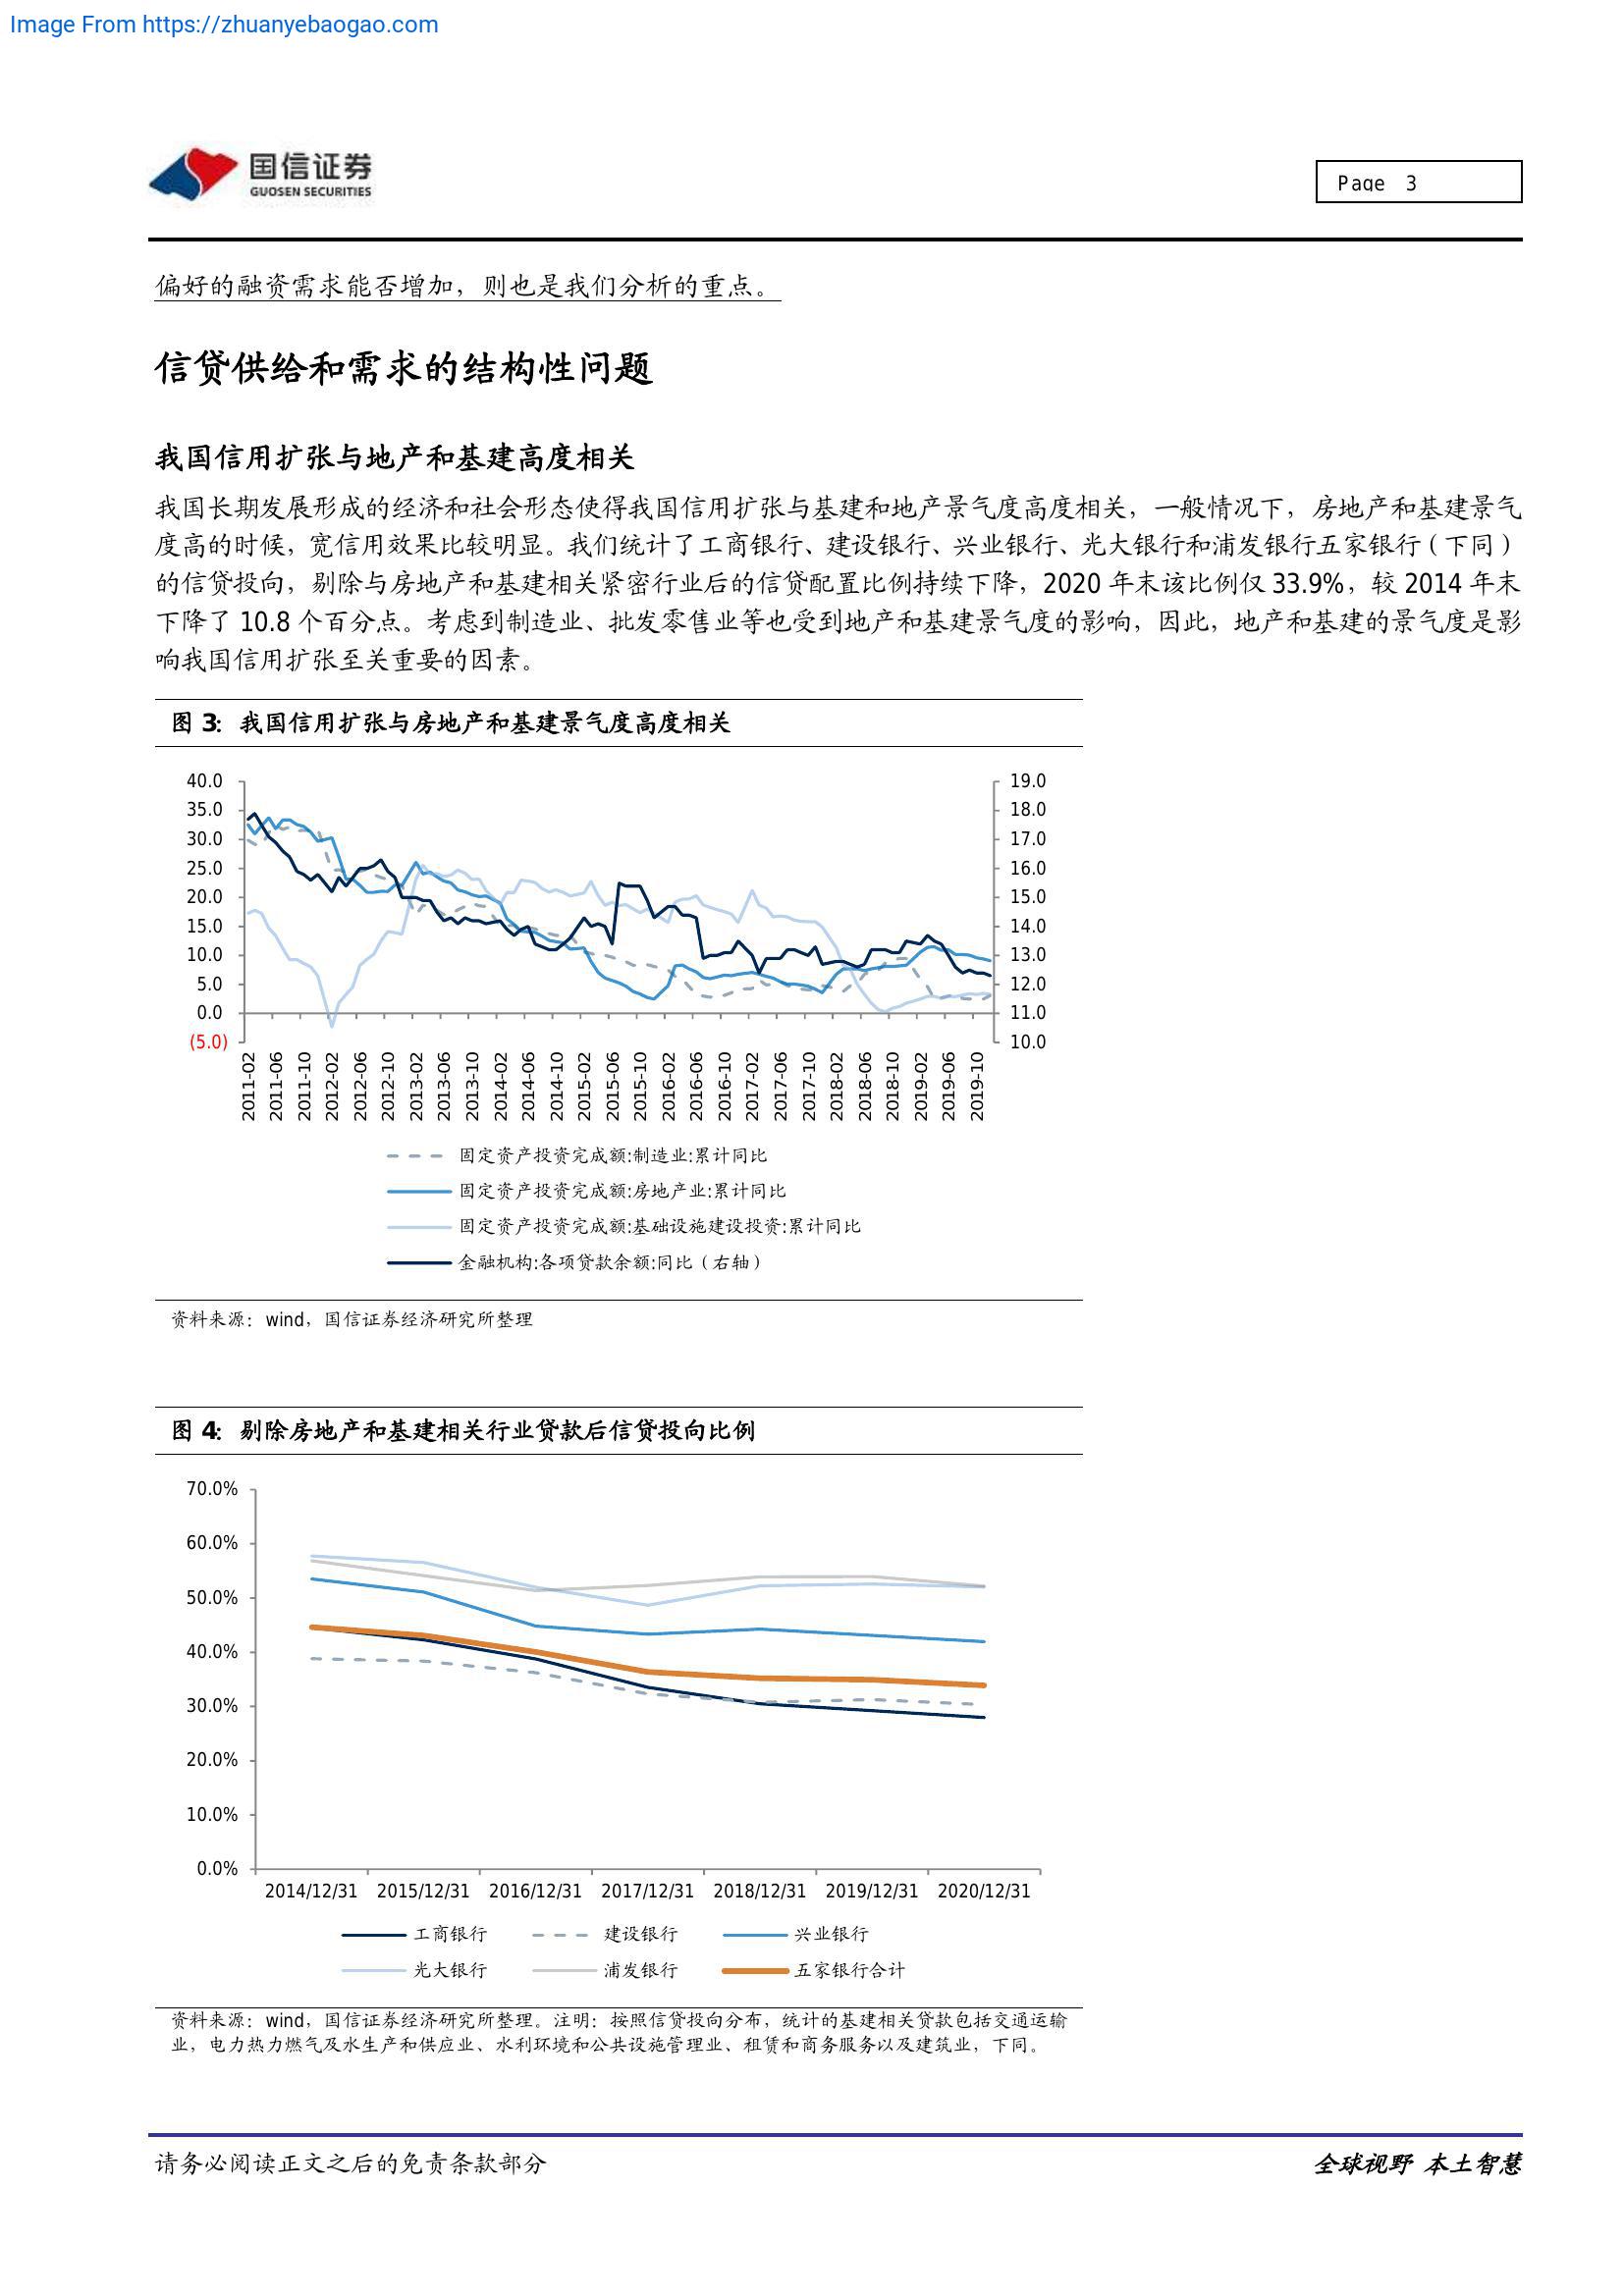 Image From https://zhuanyebaogao.com
国信证券
GUOSEN SECURITIES
Page 3
偏好的融资需求能否增加，则也是我们分析的重点。
信贷供给和需求的结构性问题
我国信用扩张与地产和基建高度相关
我国长期发展形成的经济和社会形态使得我国信用扩张与基建和地产景气度高度相关，一般情况下，房地产和基建景气
度高的时候，宽信用效果比较明显。我们统计了工商银行、建设银行、兴业银行、光大银行和浦发银行五家银行（下同）
的信贷投向，剔除与房地产和基建相关紧密行业后的信贷配置比例持续下降，2020 年末该比例仅 33.9%，较 2014 年末
下降了 10.8 个百分点。考虑到制造业、批发零售业等也受到地产和基建景气度的影响，因此，地产和基建的景气度是影
响我国信用扩张至关重要的因素。
图 3：我国信用扩张与房地产和基建景气度高度相关
40.0 19.0
35.0 18.0
30.0 17.0
25.0 16.0
20.0 15.0
15.0 14.0
10.0 13.0
5.0 12.0
0.0 11.0
(5.0) 10.0
2011-02 2011-06 2011-10 2012-02 2012-06 2012-10 2013-02 2013-06 2013-10 2014-02 2014-06 2014-10 2015-02 2015-06 2015-10 2016-02 2016-06 2016-10 2017-02 2017-06 2017-10 2018-02 2018-06 2018-10 2019-02 2019-06 2019-10
固定资产投资完成额:制造业:累计同比
固定资产投资完成额:房地产业:累计同比
固定资产投资完成额:基础设施建设投资:累计同比
金融机构:各项贷款余额:同比（右轴）
资料来源：wind，国信证券经济研究所整理
图 4：剔除房地产和基建相关行业贷款后信贷投向比例
70.0%
60.0%
50.0%
40.0%
30.0%
20.0%
10.0%
0.0%
2014/12/31 2015/12/31 2016/12/31 2017/12/31 2018/12/31 2019/12/31 2020/12/31
工商银行 建设银行 兴业银行
光大银行 浦发银行 五家银行合计
资料来源：wind，国信证券经济研究所整理。注明：按照信贷投向分布，统计的基建相关贷款包括交通运输
业，电力热力燃气及水生产和供应业、水利环境和公共设施管理业、租赁和商务服务以及建筑业，下同。
请务必阅读正文之后的免责条款部分 全球视野 本土智慧